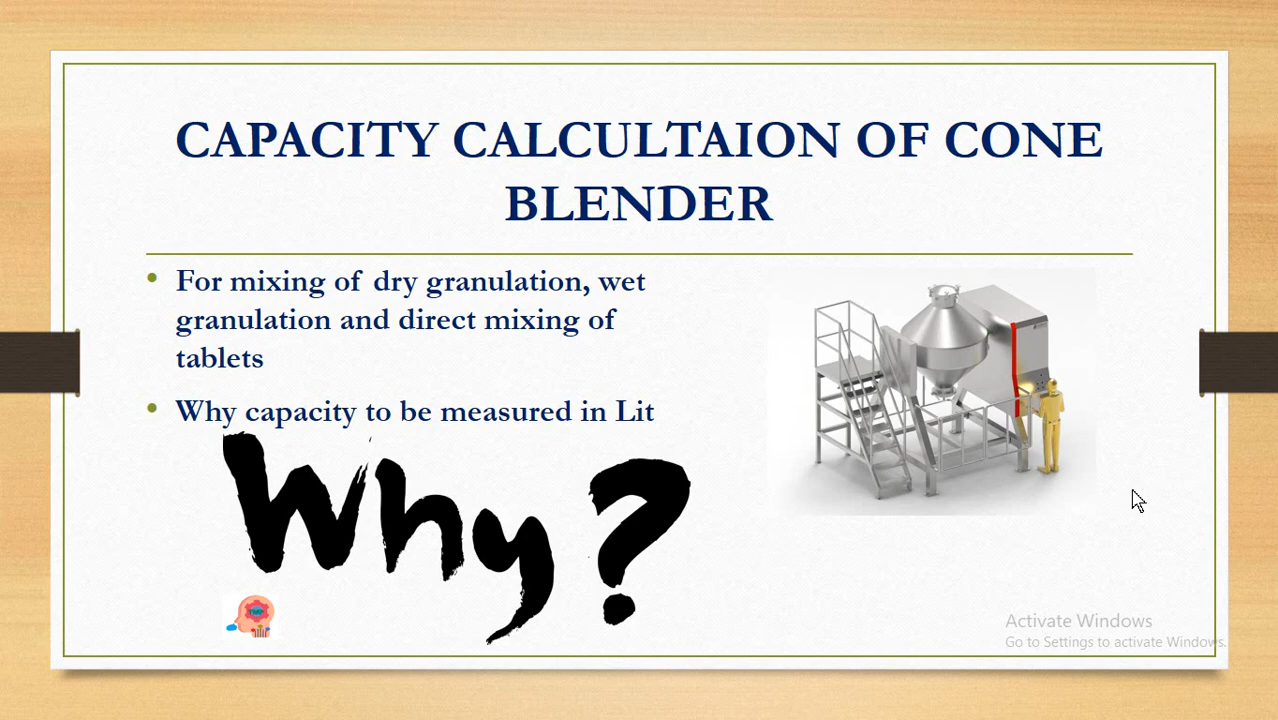 CAPACITY CALCULTAION OF CONE
BLENDER
For mixing of dry granulation, wet
granulation and direct mixing of
tablets
Why capacity to be measured in Lit
Why?
Activate Windows
Go to Settings to activate Windows.